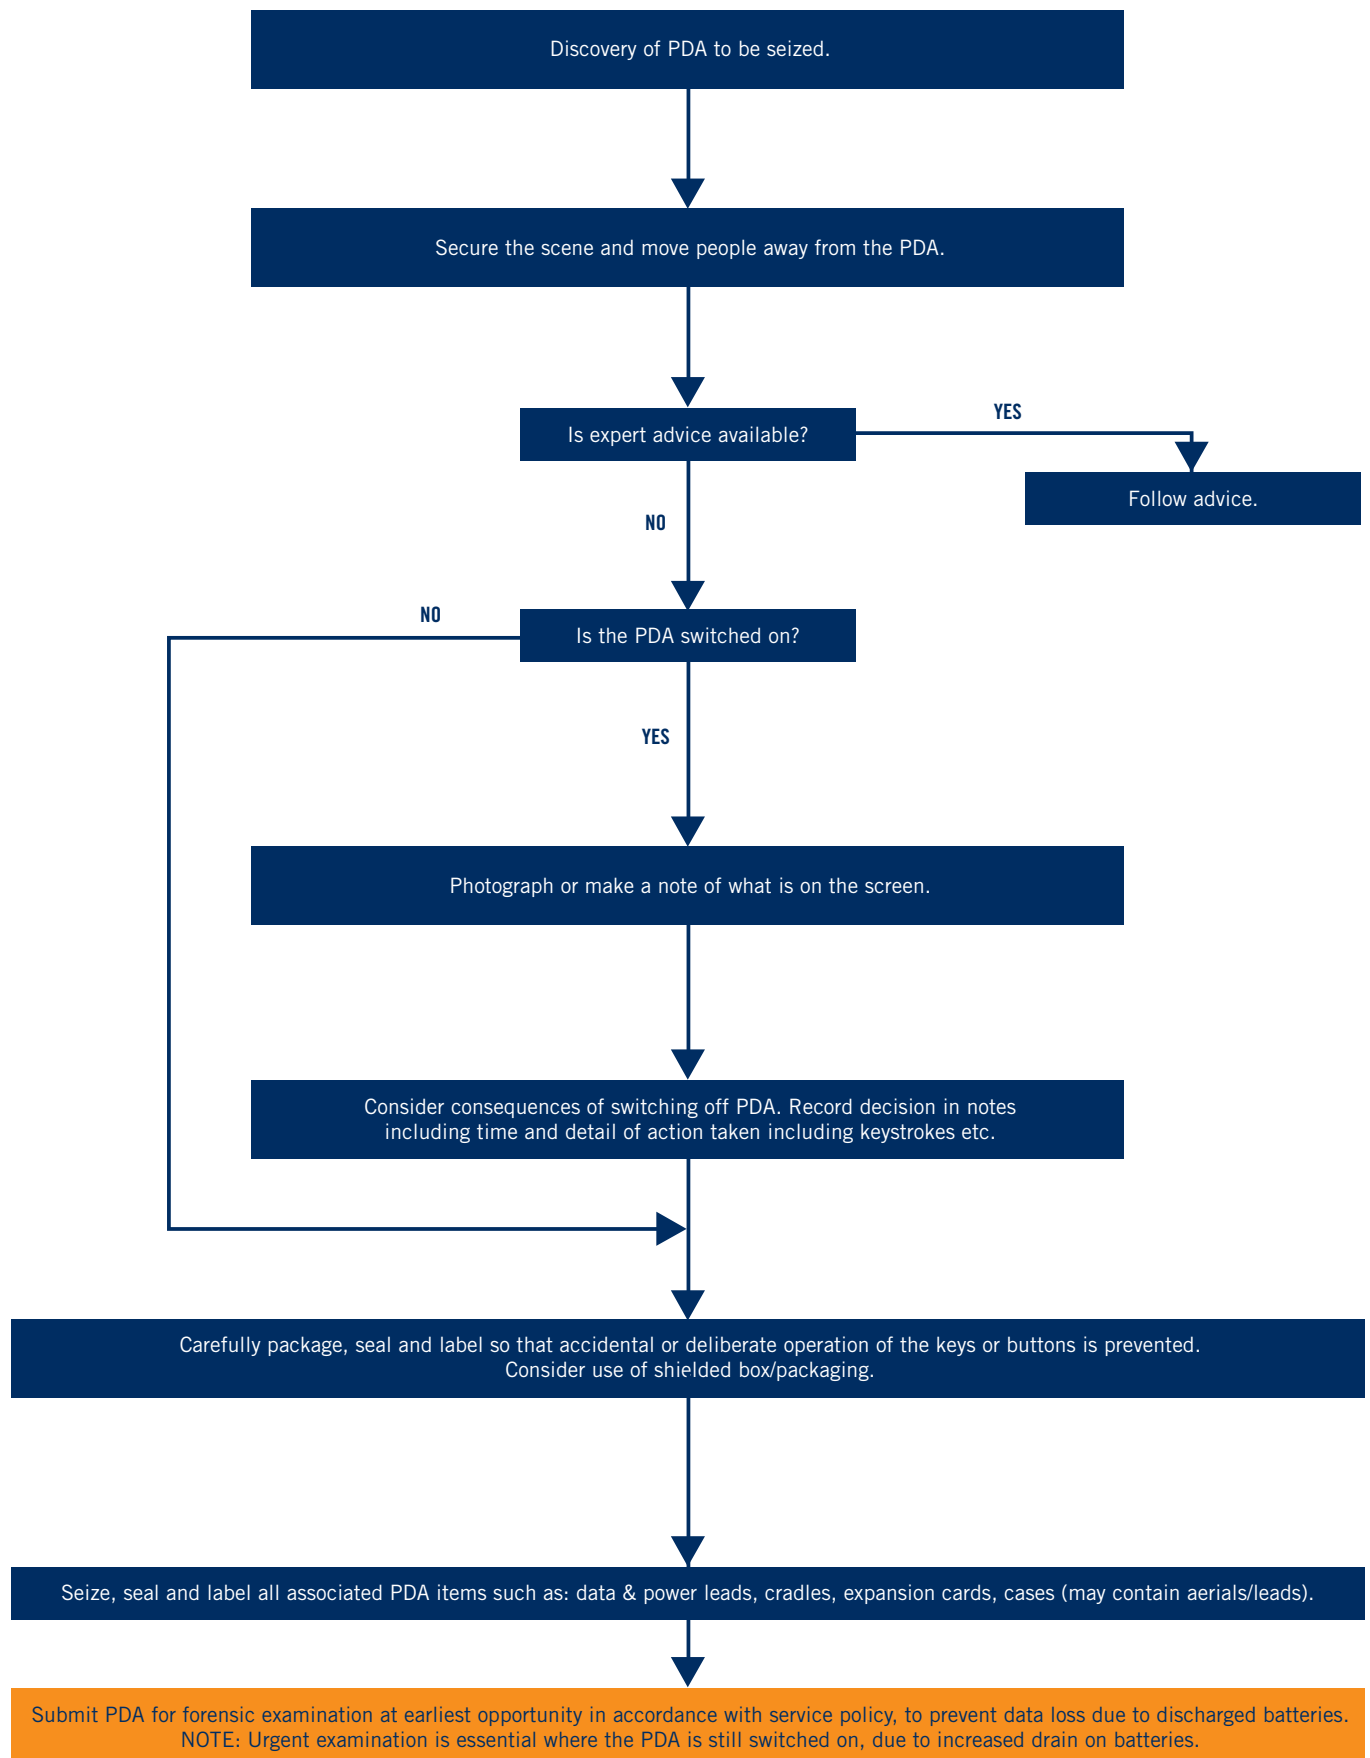 Discovery of PDA to be seized.
Secure the scene and move people away from the PDA.
Is expert advice available?
YES
Follow advice.
NO
Is the PDA switched on?
NO
YES
Photograph or make a note of what is on the screen.
Consider consequences of switching off PDA. Record decision in notes
including time and detail of action taken including keystrokes etc.
Carefully package, seal and label so that accidental or deliberate operation of the keys or buttons is prevented.
Consider use of shielded box/packaging.
Seize, seal and label all associated PDA items such as: data & power leads, cradles, expansion cards, cases (may contain aerials/leads).
Submit PDA for forensic examination at earliest opportunity in accordance with service policy, to prevent data loss due to discharged batteries.
NOTE: Urgent examination is essential where the PDA is still switched on, due to increased drain on batteries.